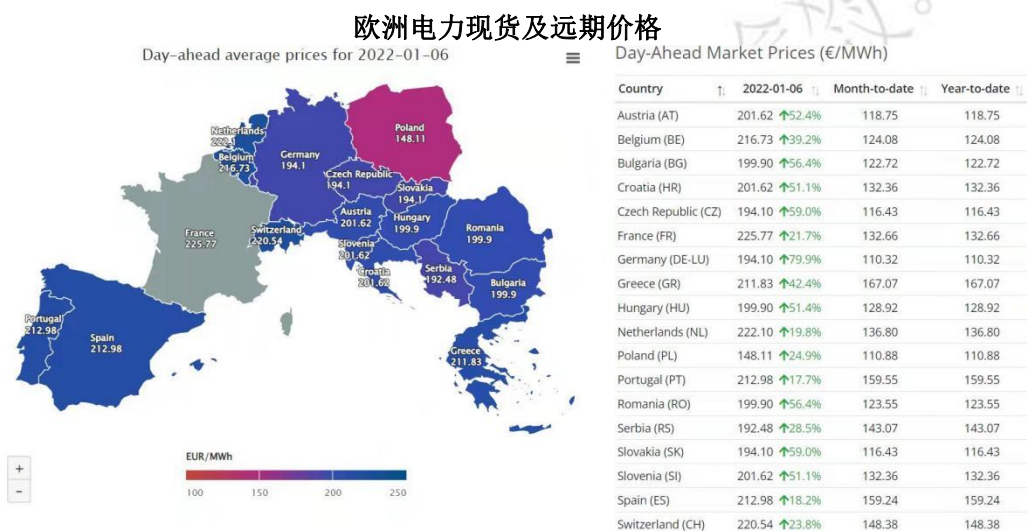 欧洲电力现货及远期价格
Day-ahead average prices for 2022-01-06
Netherlands
Belgium
216.73
Germany
194.1
Poland
148.11
Czech Republic
194.1
Slovakia
194.1
Austria
201.62
Hungary
199.9
Romania
199.9
France
225.77
Switzerland
220.54
Slovenia
201.62
Croatia
201.62
Serbia
192.48
Bulgaria
199.9
Portugal
212.98
Spain
212.98
Greece
211.83
+
-
EUR/MWh
100 150 200 250
Day-Ahead Market Prices (€/MWh)
Country ↑ 2022-01-06 ↑↓ Month-to-date ↑↓ Year-to-date ↑↓
Austria (AT) 201.62 ↑52.4% 118.75 118.75
Belgium (BE) 216.73 ↑39.2% 124.08 124.08
Bulgaria (BG) 199.90 ↑56.4% 122.72 122.72
Croatia (HR) 201.62 ↑51.1% 132.36 132.36
Czech Republic (CZ) 194.10 ↑59.0% 116.43 116.43
France (FR) 225.77 ↑21.7% 132.66 132.66
Germany (DE-LU) 194.10 ↑79.9% 110.32 110.32
Greece (GR) 211.83 ↑42.4% 167.07 167.07
Hungary (HU) 199.90 ↑51.4% 128.92 128.92
Netherlands (NL) 222.10 ↑19.8% 136.80 136.80
Poland (PL) 148.11 ↑24.9% 110.88 110.88
Portugal (PT) 212.98 ↑17.7% 159.55 159.55
Romania (RO) 199.90 ↑56.4% 123.55 123.55
Serbia (RS) 192.48 ↑28.5% 143.07 143.07
Slovakia (SK) 194.10 ↑59.0% 116.43 116.43
Slovenia (SI) 201.62 ↑51.1% 132.36 132.36
Spain (ES) 212.98 ↑18.2% 159.24 159.24
Switzerland (CH) 220.54 ↑23.8% 148.38 148.38